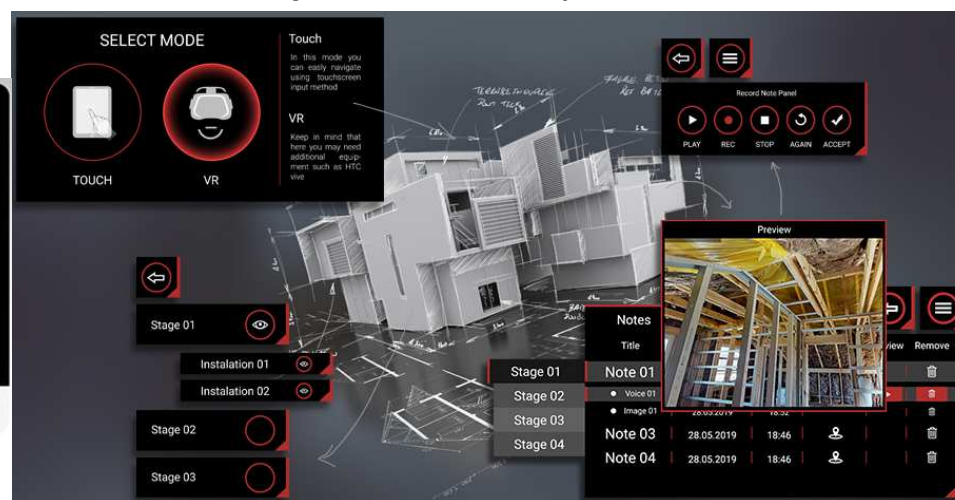 SELECT MODE
TOUCH
VR
Touch
In this mode you
can easily navigate
using touchscreen
input method
VR
Keep in mind that
here you may need
additional equip-
ment such as HTC
vive
Record Note Panel
PLAY REC STOP AGAIN ACCEPT
Stage 01
Instalation 01
Instalation 02
Stage 02
Stage 03
Stage 01
Stage 02
Stage 03
Stage 04
Preview
Notes
Title Remove
Note 01
Voice 01
Image 01 28.05.2019 18:52
Note 03 28.05.2019 18:46
Note 04 28.05.2019 18:46